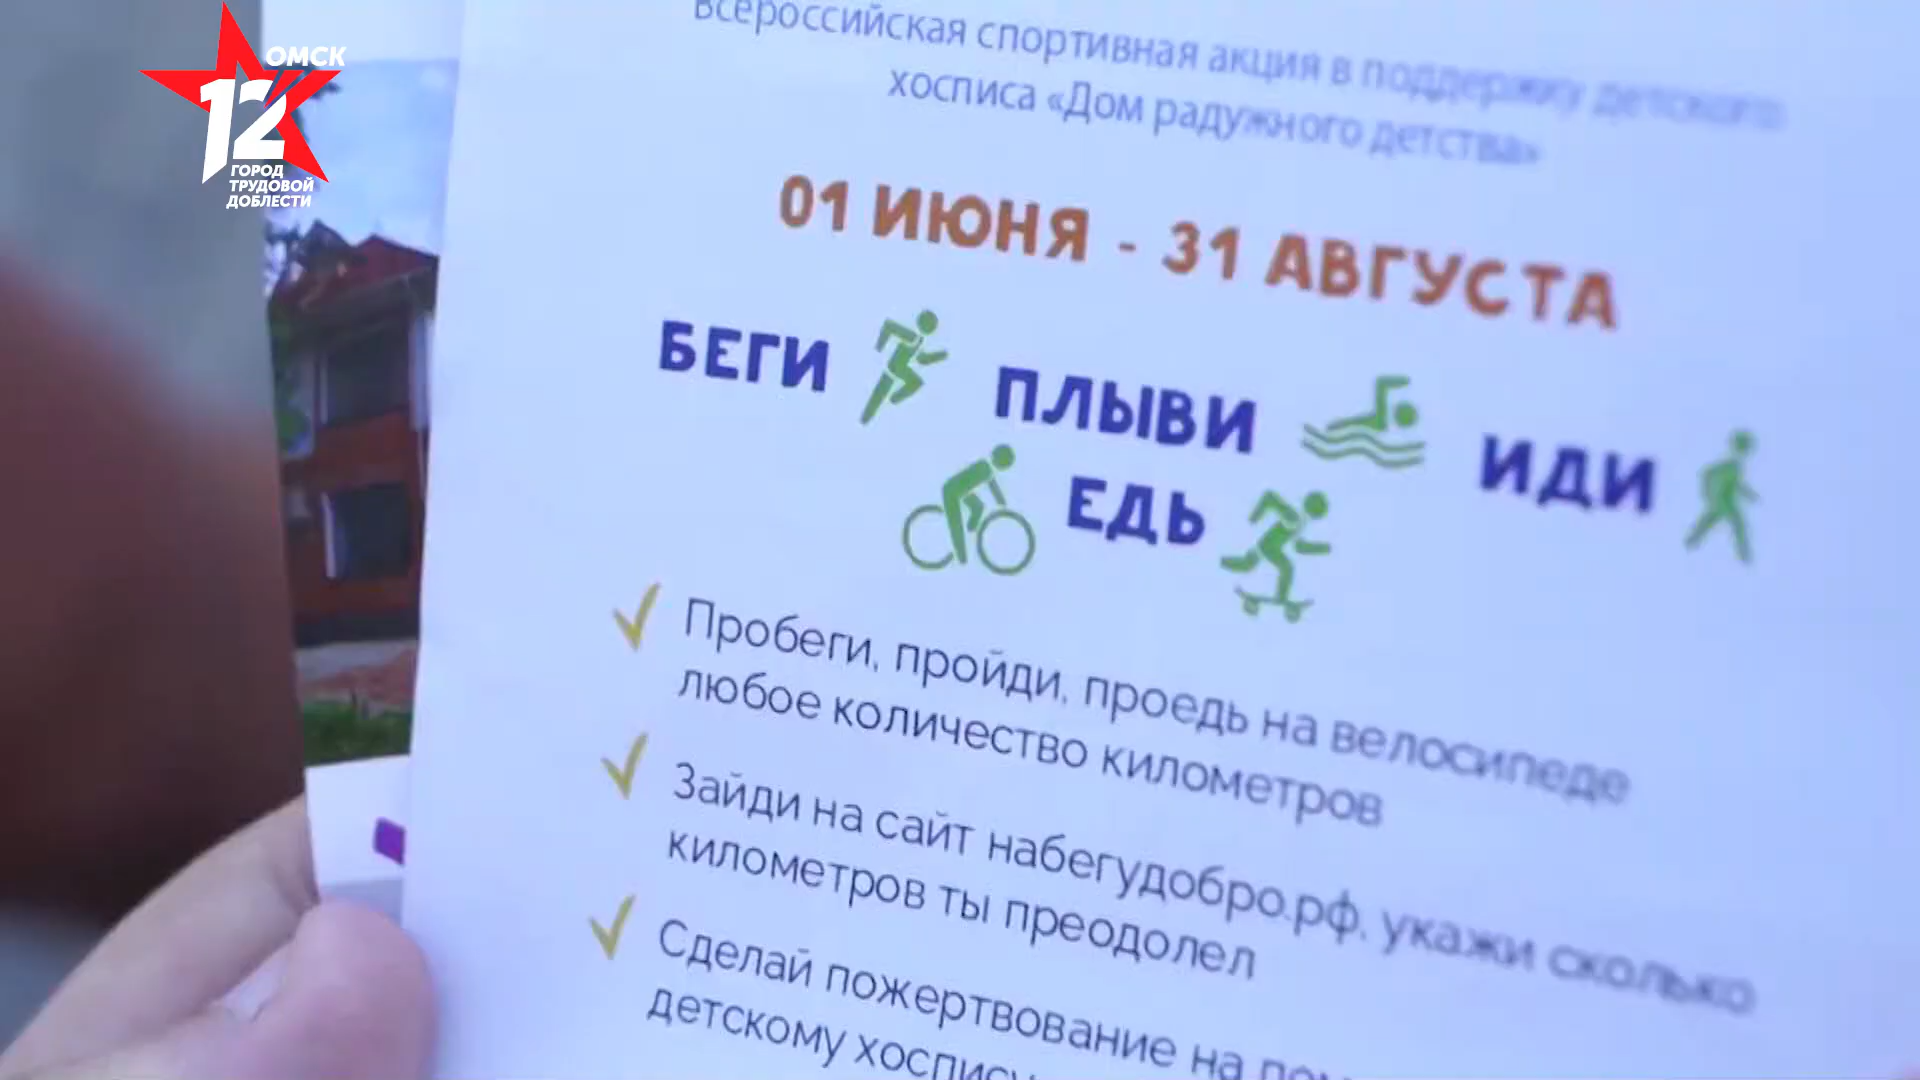 ОМСК
12
ГОРОД
ТРУДОВОЙ
ДОБЛЕСТИ
Всероссийская спортивная акция в поддержку детского
хосписа «Дом радужного детства»
01 ИЮНЯ - 31 АВГУСТА
БЕГИ ПЛЫВИ ИДИ
ЕДЬ
Пробеги, пройди, проедь на велосипеде
любое количество километров
Зайди на сайт набегудобро.рф, укажи сколько
километров ты преодолел
Сделай пожертвование на
детскому хоспису